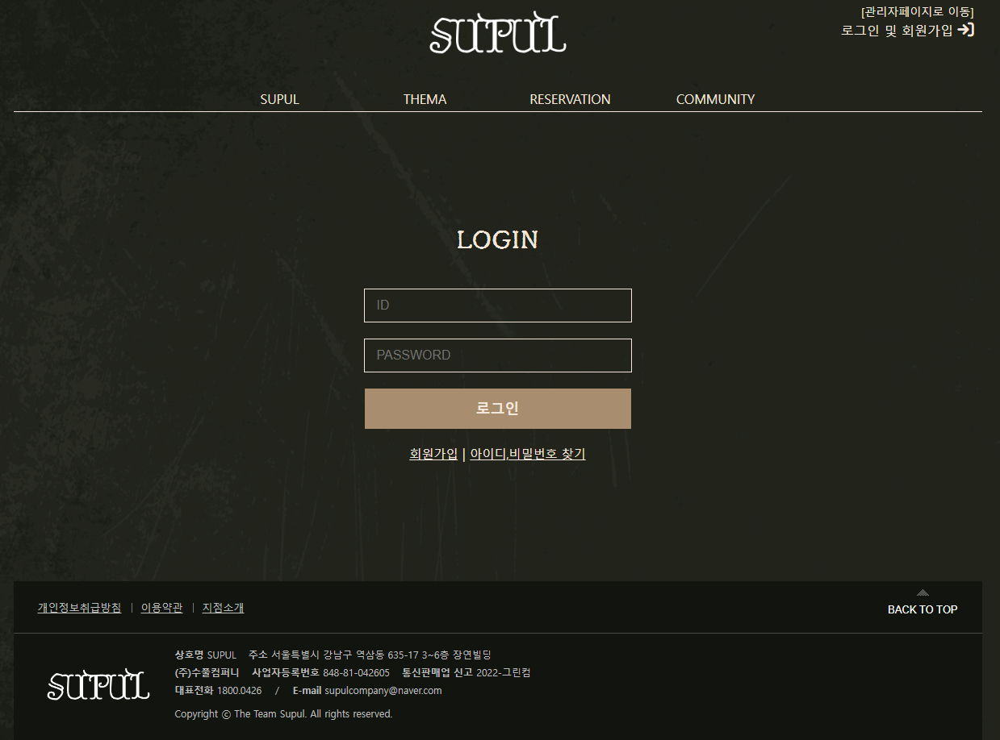 [관리자페이지로 이동]
SUPUL
로그인 및 회원가입
SUPUL THEMA RESERVATION COMMUNITY
LOGIN
ID
PASSWORD
로그인
회원가입 | 아이디,비밀번호 찾기
개인정보취급방침 | 이용약관 | 지점소개
BACK TO TOP
상호명 SUPUL 주소 서울특별시 강남구 역삼동 635-17 3~6층 장연빌딩
(주)수풀컴퍼니 사업자등록번호 848-81-042605 통신판매업 신고 2022-그린컴
SUPUL
대표전화 1800.0426 / E-mail supulcompany@naver.com
Copyright ⓒ The Team Supul. All rights reserved.